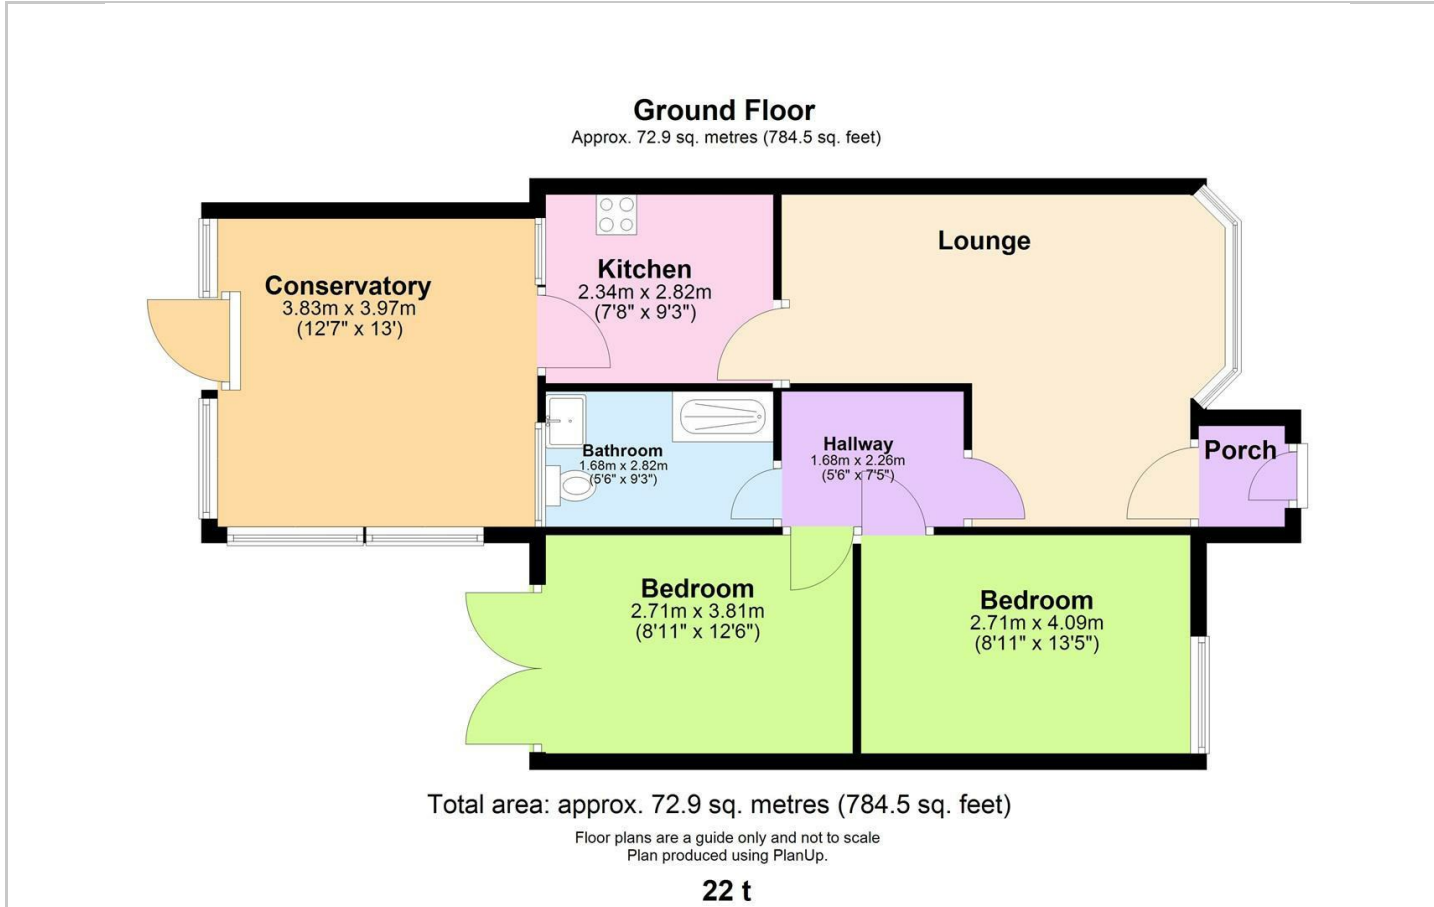 Ground Floor
Approx. 72.9 sq. metres (784.5 sq. feet)
Conservatory
3.83m x 3.97m
(12'7" x 13')
Kitchen
2.34m x 2.82m
(7'8" x 9'3")
Lounge
Bathroom
1.68m x 2.82m
(5'6" x 9'3")
Hallway
1.68m x 2.26m
(5'6" x 7'5")
Porch
Bedroom
2.71m x 3.81m
(8'11" x 12'6")
Bedroom
2.71m x 4.09m
(8'11" x 13'5")
Total area: approx. 72.9 sq. metres (784.5 sq. feet)
Floor plans are a guide only and not to scale
Plan produced using PlanUp.
22 t